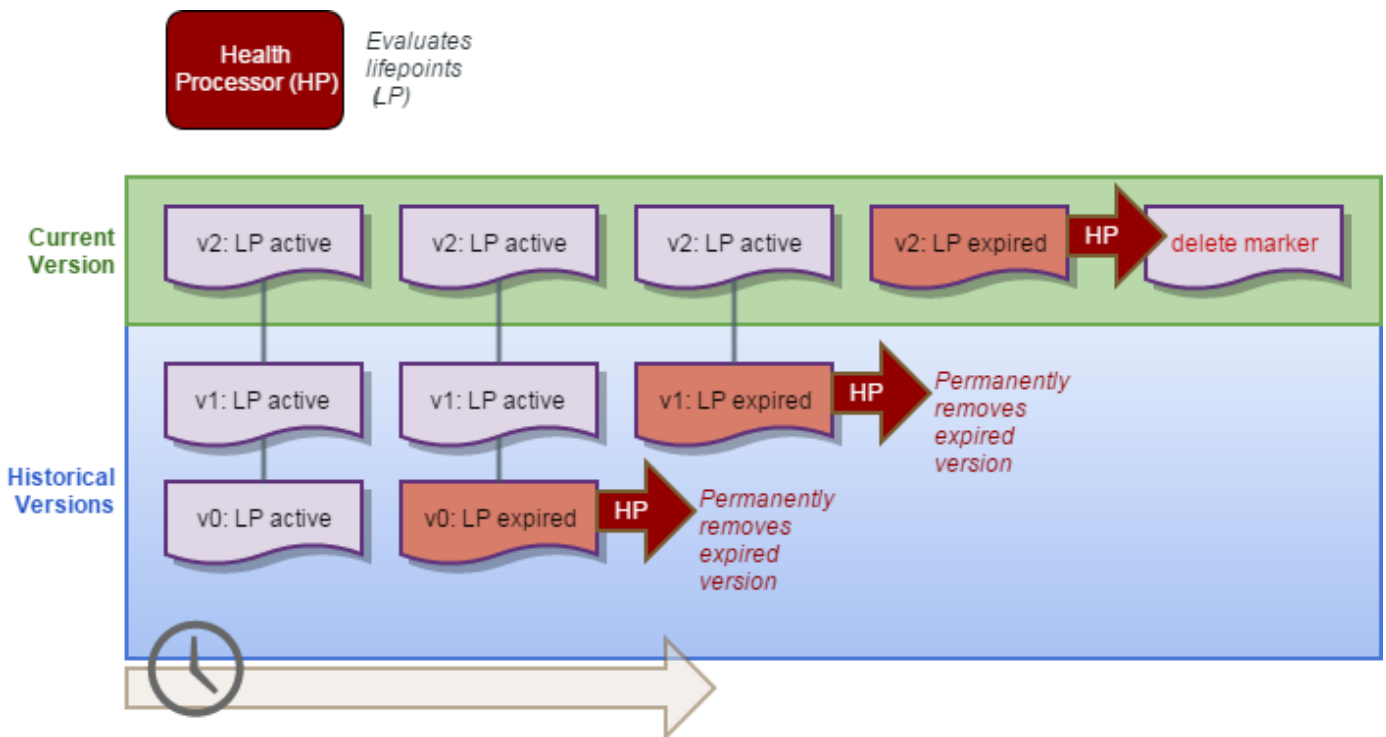 Health
Processor (HP)
Evaluates
lifepoints
(LP)
Current
Version
v2: LP active
v2: LP active
v2: LP active
v2: LP expired
HP
delete marker
v1: LP active
v1: LP active
v1: LP expired
HP
Permanently
removes
expired
version
Historical
Versions
v0: LP active
v0: LP expired
HP
Permanently
removes
expired
version